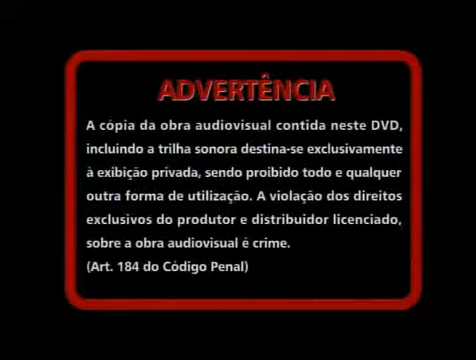 ADVERTÊNCIA
A cópia da obra audiovisual contida neste DVD,
incluindo a trilha sonora destina-se exclusivamente
à exibição privada, sendo proibido todo e qualquer
outra forma de utilização. A violação dos direitos
exclusivos do produtor e distribuidor licenciado,
sobre a obra audiovisual é crime.
(Art. 184 do Código Penal)